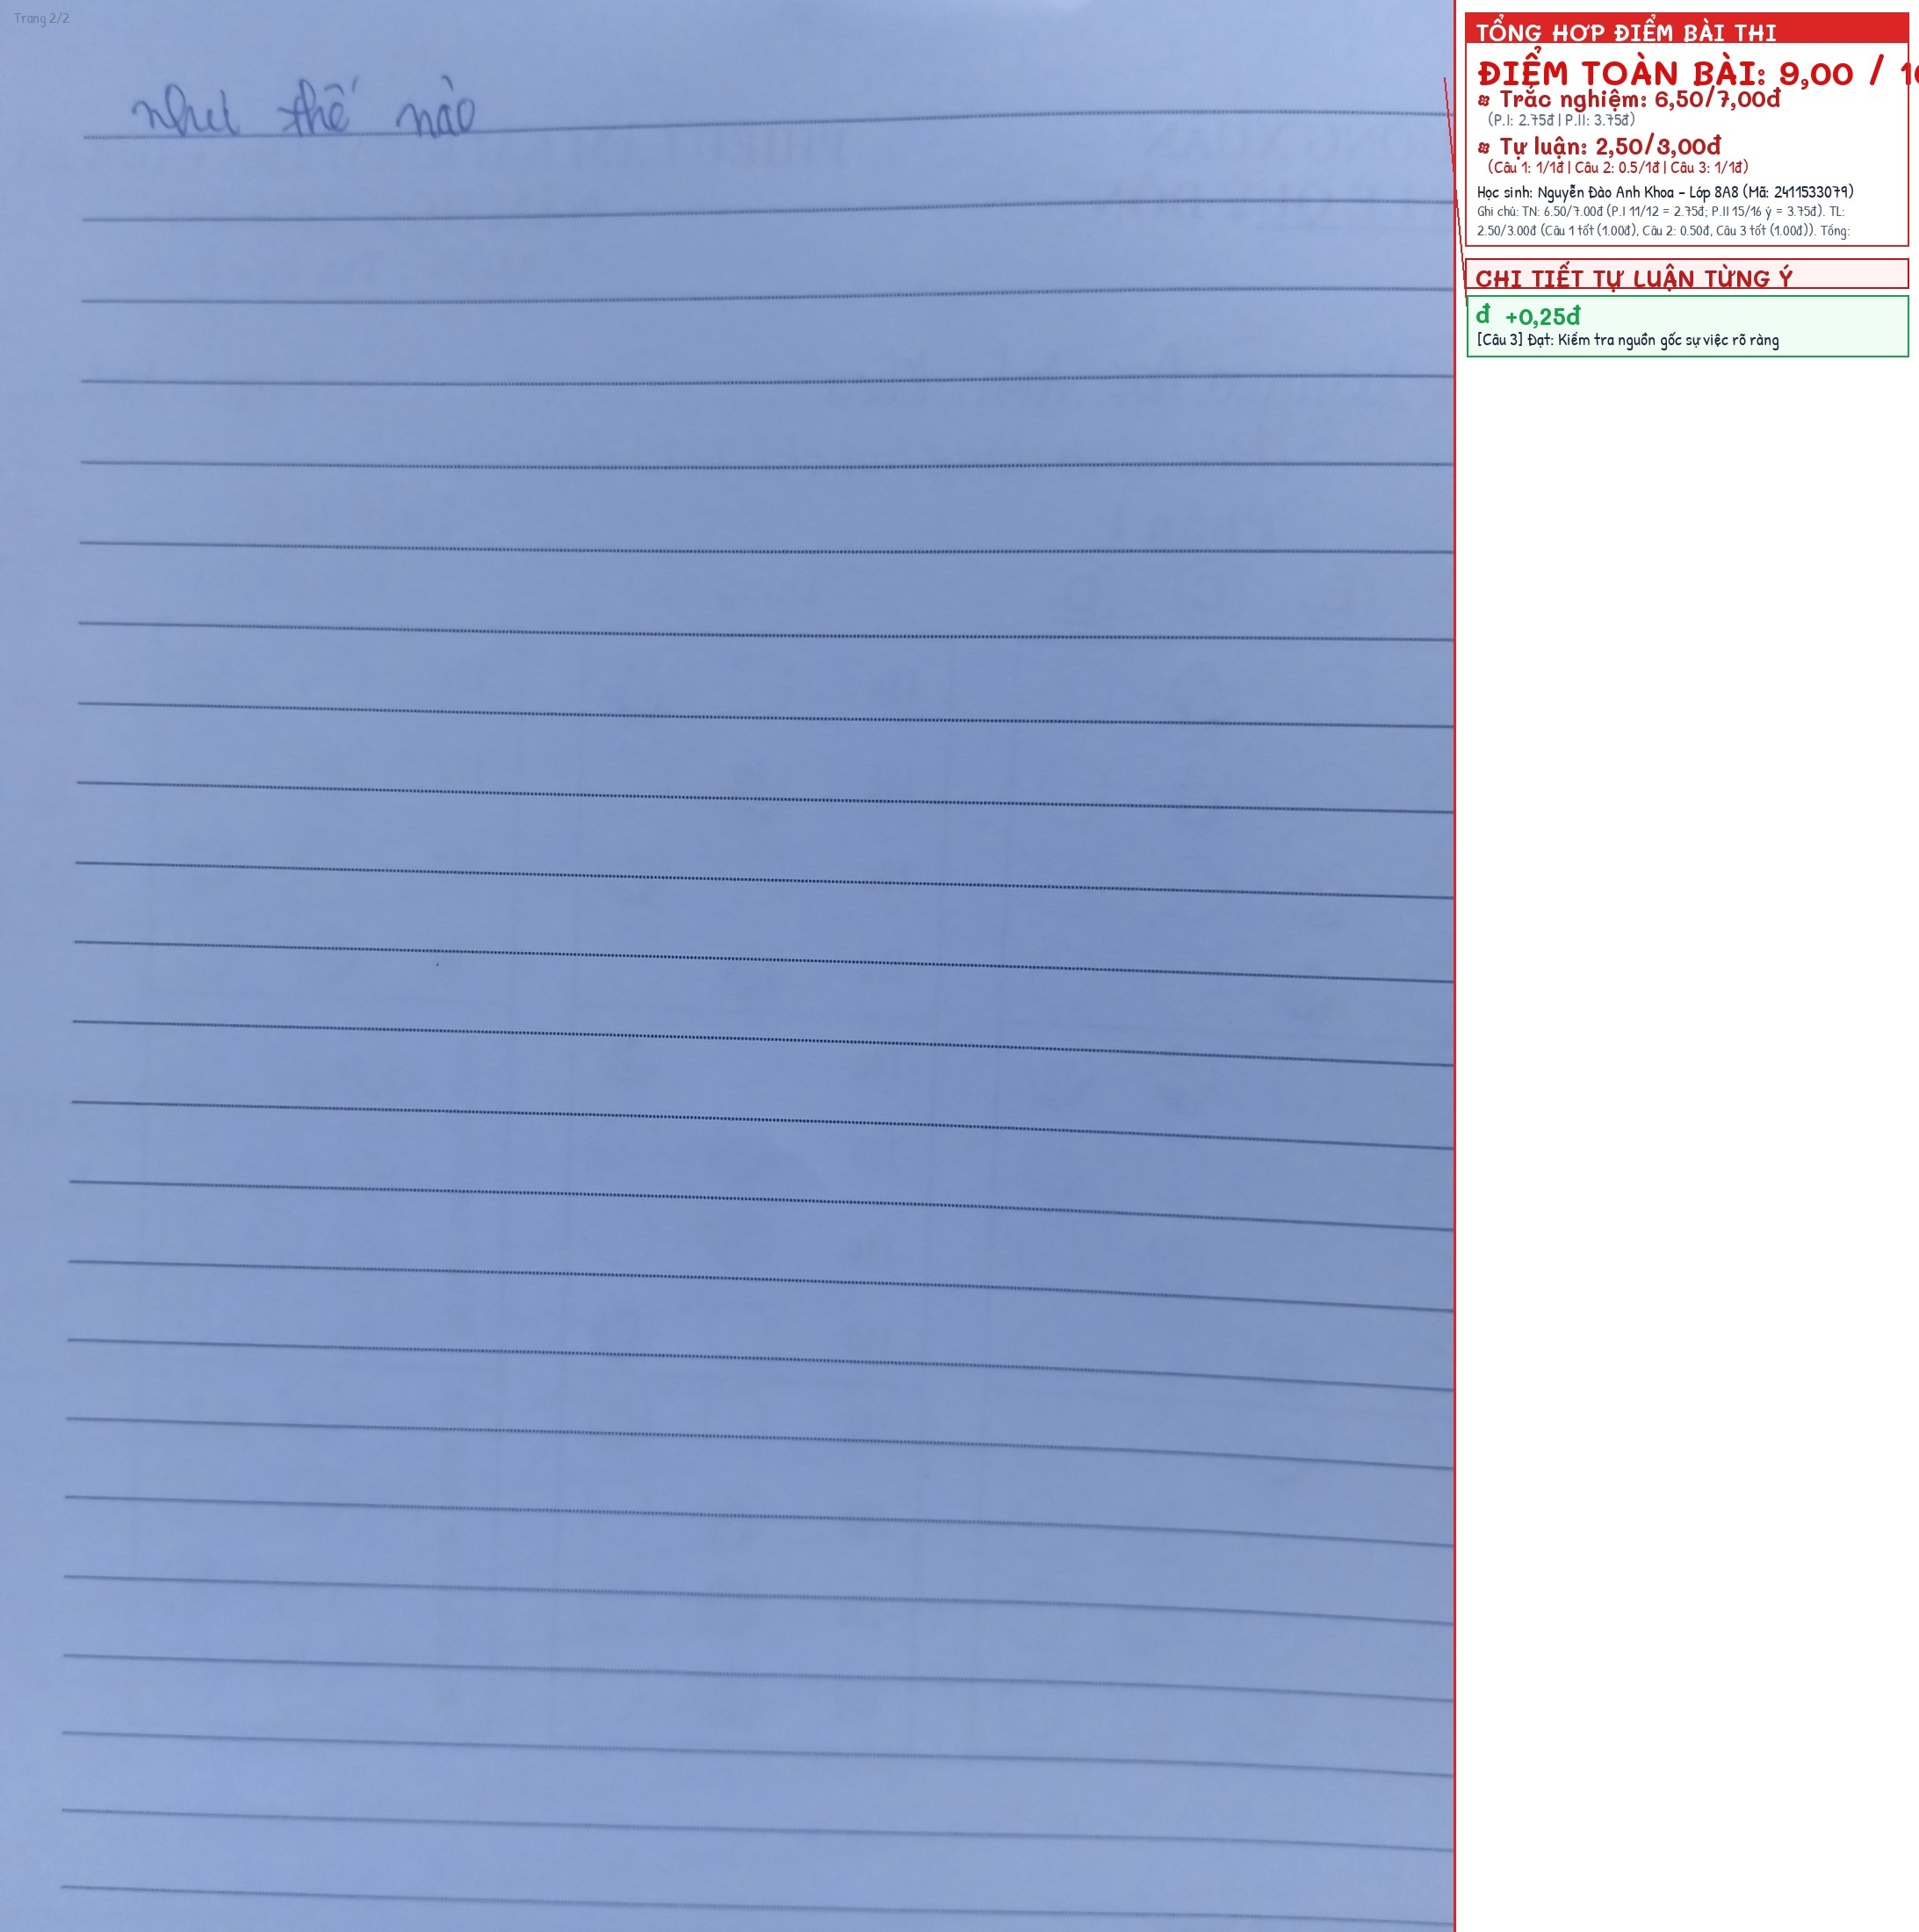 Trang 2/2
như thế nào
TỔNG HỢP ĐIỂM BÀI THI
ĐIỂM TOÀN BÀI: 9,00 / 10
Trắc nghiệm: 6,50/7,00đ
(P.I: 2.75đ | P.II: 3.75đ)
Tự luận: 2,50/3,00đ
(Câu 1: 1/1đ | Câu 2: 0.5/1đ | Câu 3: 1/1đ)
Học sinh: Nguyễn Đào Anh Khoa - Lớp 8A8 (Mã: 2411533079)
Ghi chú: TN: 6.50/7.00đ (P.I 11/12 = 2.75đ; P.II 15/16 ý = 3.75đ). TL:
2.50/3.00đ (Câu 1 tốt (1.00đ), Câu 2: 0.50đ, Câu 3 tốt (1.00đ)). Tổng:
CHI TIẾT TỰ LUẬN TỪNG Ý
đ +0,25đ
[Câu 3] Đạt: Kiểm tra nguồn gốc sự việc rõ ràng